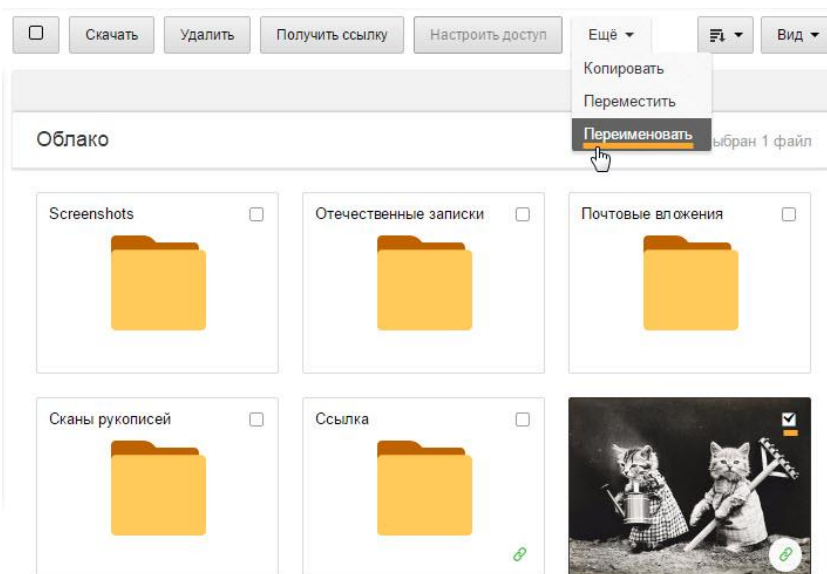 Скачать
Удалить
Получить ссылку
Настроить доступ
Ещё
Вид
Копировать
Переместить
Переименовать
Облако
ыбран 1 файл
Screenshots
Отечественные записки
Почтовые вложения
Сканы рукописей
Ссылка